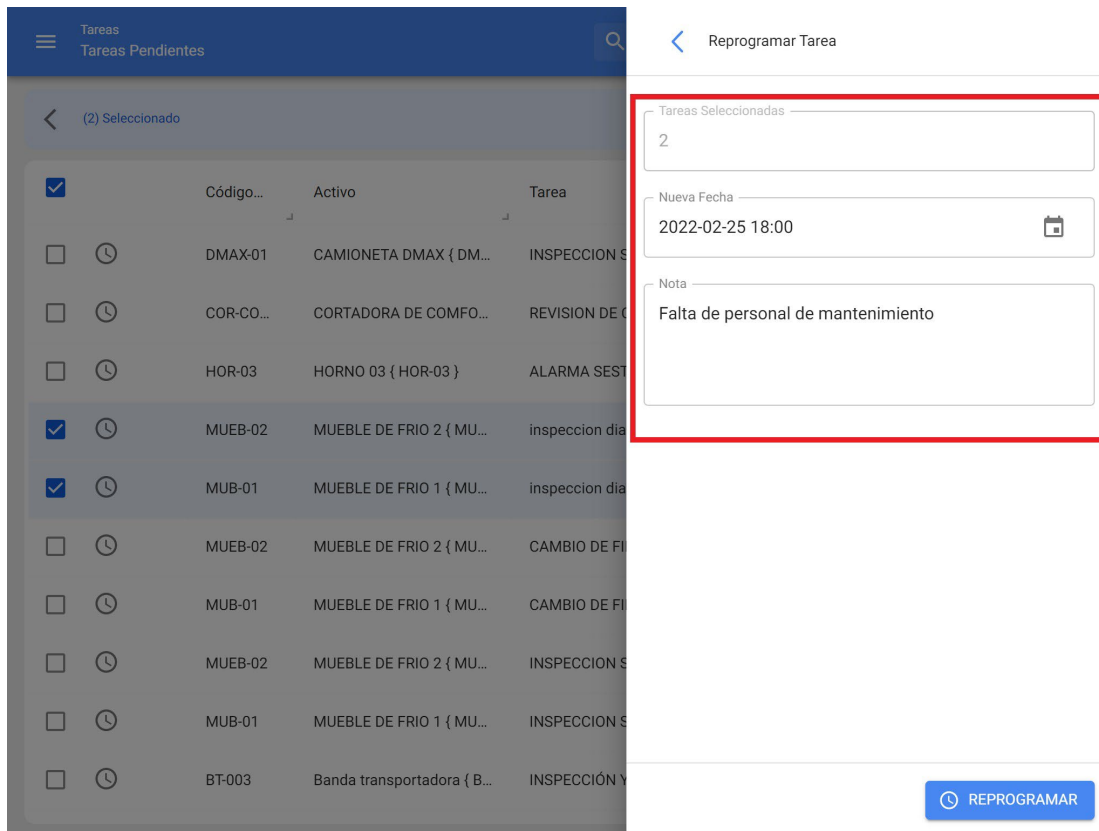 Tareas
Tareas Pendientes
(2) Seleccionado
Código... Activo Tarea
DMAX-01 CAMIONETA DMAX { DM... INSPECCION S
COR-CO... CORTADORA DE COMFO... REVISION DE
HOR-03 HORNO 03 { HOR-03 } ALARMA SEST
MUEB-02 MUEBLE DE FRIO 2 { MU... inspeccion dia
MUB-01 MUEBLE DE FRIO 1 { MU... inspeccion dia
MUEB-02 MUEBLE DE FRIO 2 { MU... CAMBIO DE FI
MUB-01 MUEBLE DE FRIO 1 { MU... CAMBIO DE FI
MUEB-02 MUEBLE DE FRIO 2 { MU... INSPECCION S
MUB-01 MUEBLE DE FRIO 1 { MU... INSPECCION S
BT-003 Banda transportadora { B... INSPECCIÓN Y
Reprogramar Tarea
Tareas Seleccionadas
2
Nueva Fecha
2022-02-25 18:00
Nota
Falta de personal de mantenimiento
REPROGRAMAR